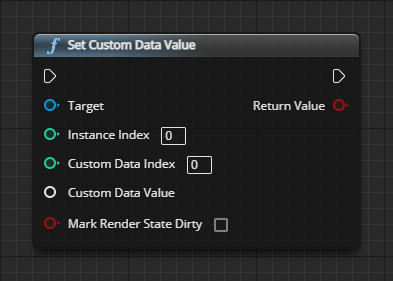 f Set Custom Data Value
Target
Return Value
Instance Index 0
Custom Data Index 0
Custom Data Value
Mark Render State Dirty